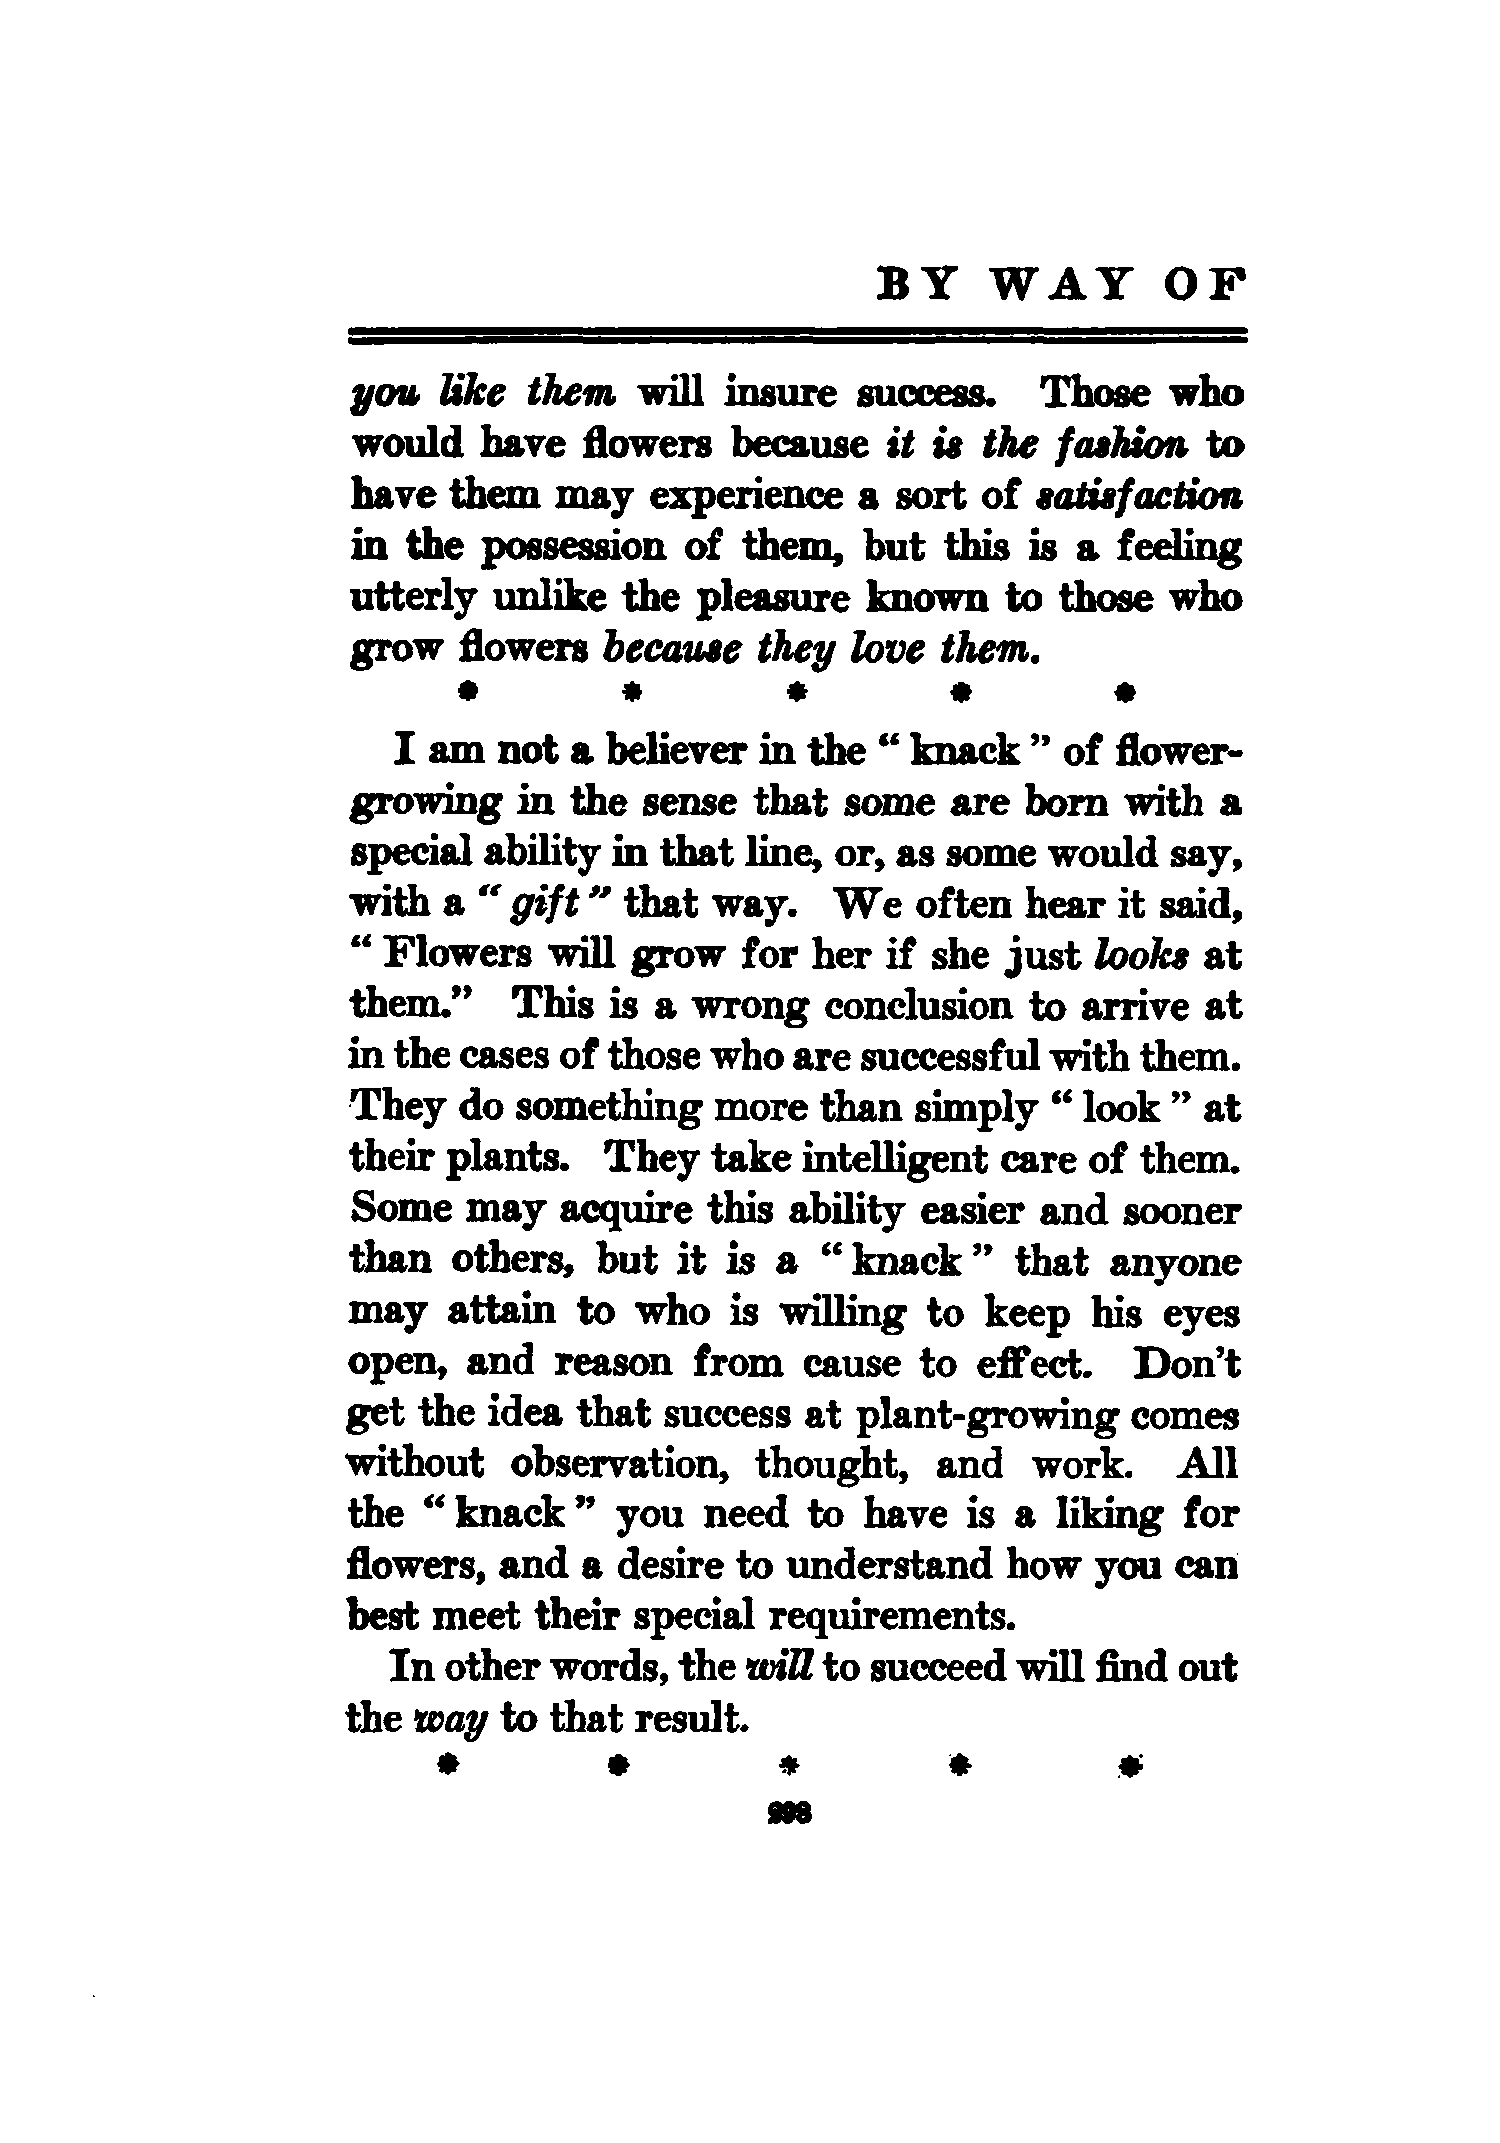 BY WAY OF
you like them will insure success. Those who
would have flowers because it is the fashion to
have them may experience a sort of satisfaction
in the possession of them, but this is a feeling
utterly unlike the pleasure known to those who
grow flowers because they love them.
* * * * *
I am not a believer in the “ knack ” of flower-
growing in the sense that some are born with a
special ability in that line, or, as some would say,
with a “ gift ” that way. We often hear it said,
“ Flowers will grow for her if she just looks at
them.” This is a wrong conclusion to arrive at
in the cases of those who are successful with them.
They do something more than simply “ look ” at
their plants. They take intelligent care of them.
Some may acquire this ability easier and sooner
than others, but it is a “ knack ” that anyone
may attain to who is willing to keep his eyes
open, and reason from cause to effect. Don’t
get the idea that success at plant-growing comes
without observation, thought, and work. All
the “ knack ” you need to have is a liking for
flowers, and a desire to understand how you can
best meet their special requirements.
In other words, the will to succeed will find out
the way to that result.
* * * * *
298